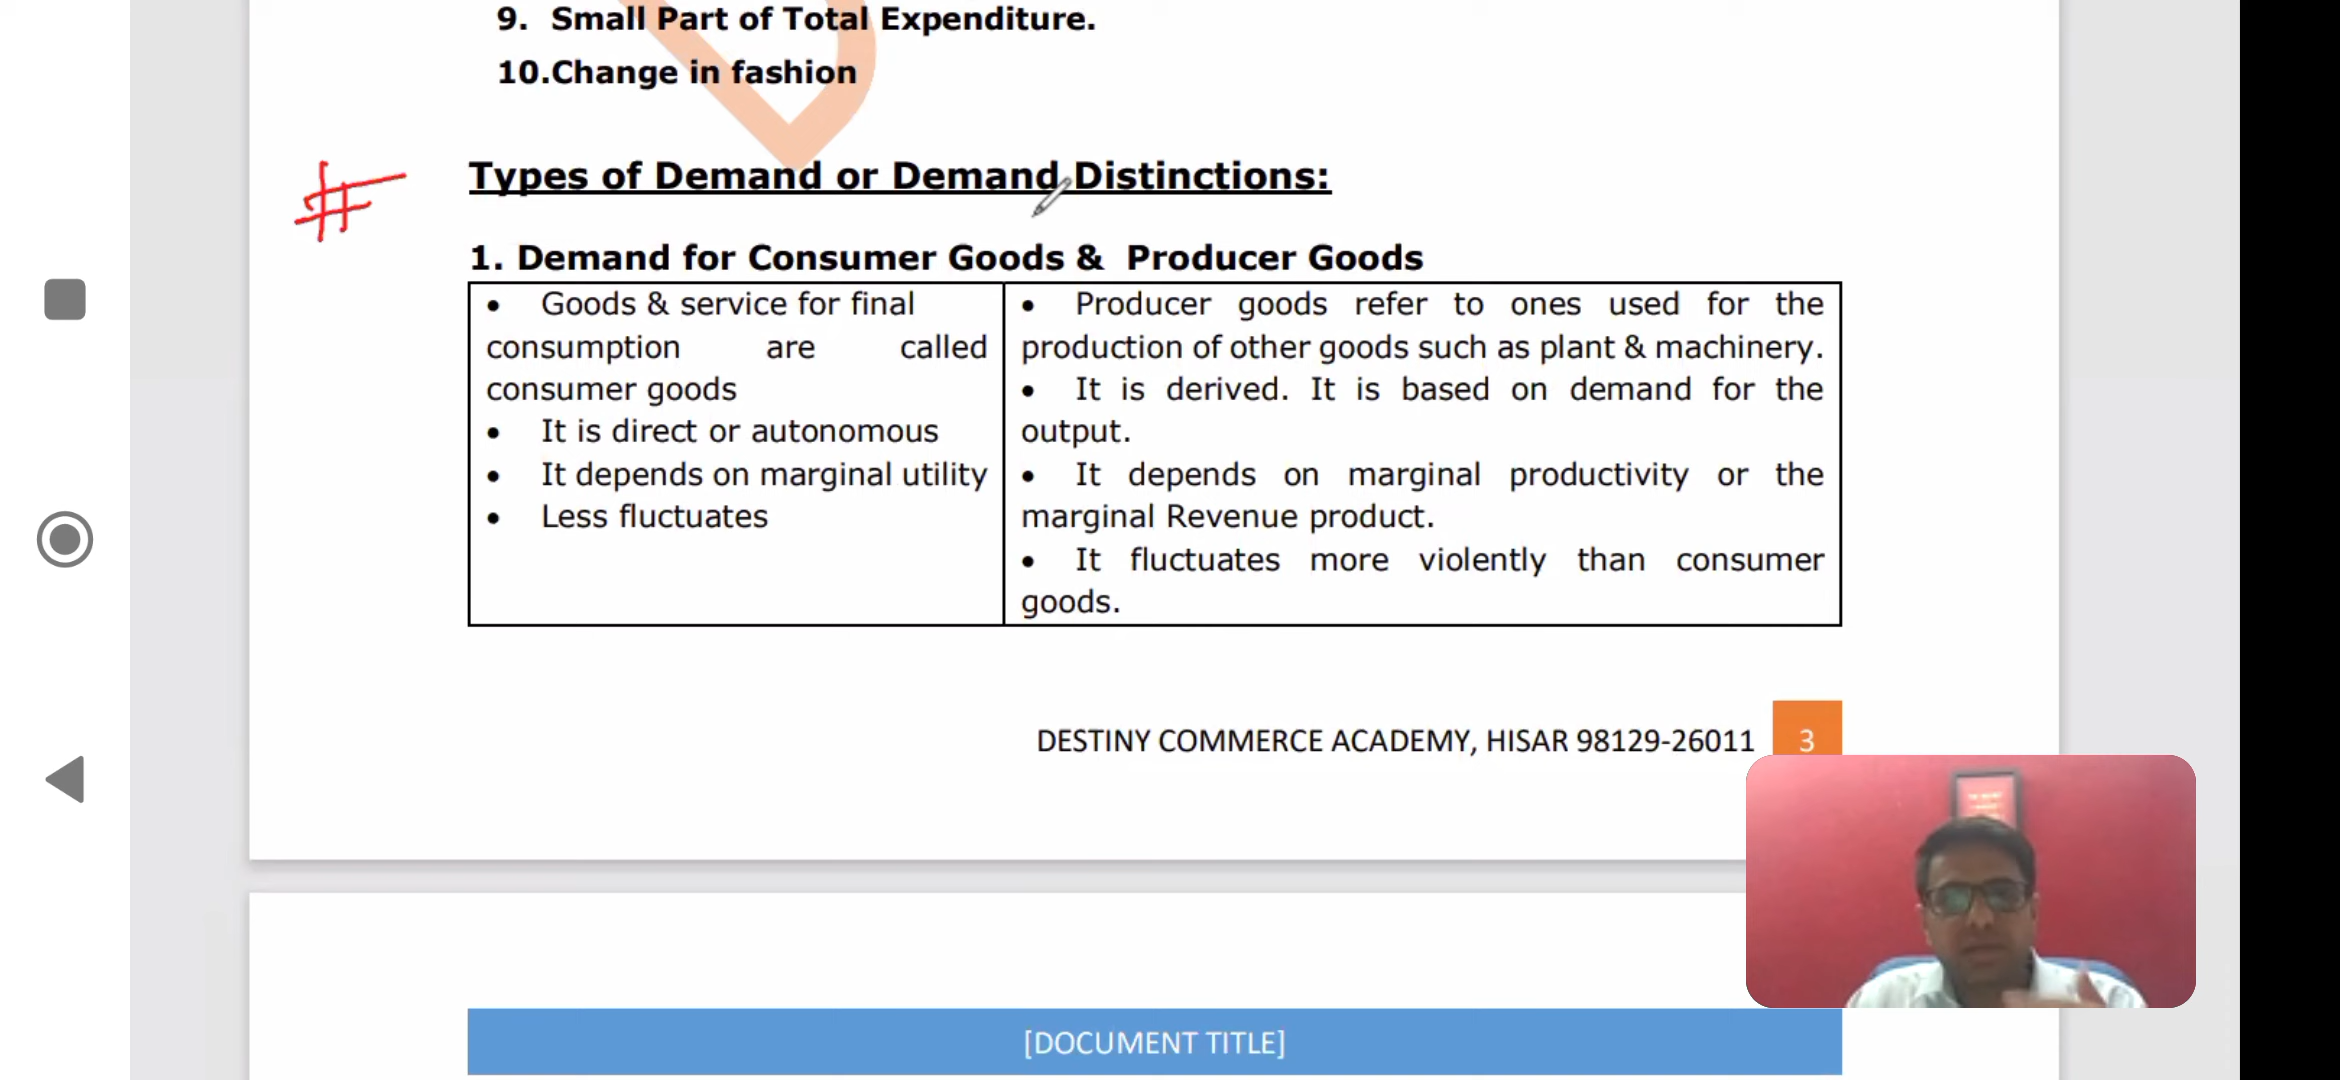 9. Small Part of Total Expenditure.
10.Change in fashion
#
Types of Demand or Demand Distinctions:
1. Demand for Consumer Goods & Producer Goods
• Goods & service for final
consumption are called
consumer goods
• It is direct or autonomous
• It depends on marginal utility
• Less fluctuates
• Producer goods refer to ones used for the
production of other goods such as plant & machinery.
• It is derived. It is based on demand for the
output.
• It depends on marginal productivity or the
marginal Revenue product.
• It fluctuates more violently than consumer
goods.
DESTINY COMMERCE ACADEMY, HISAR 98129-26011 3
[DOCUMENT TITLE]